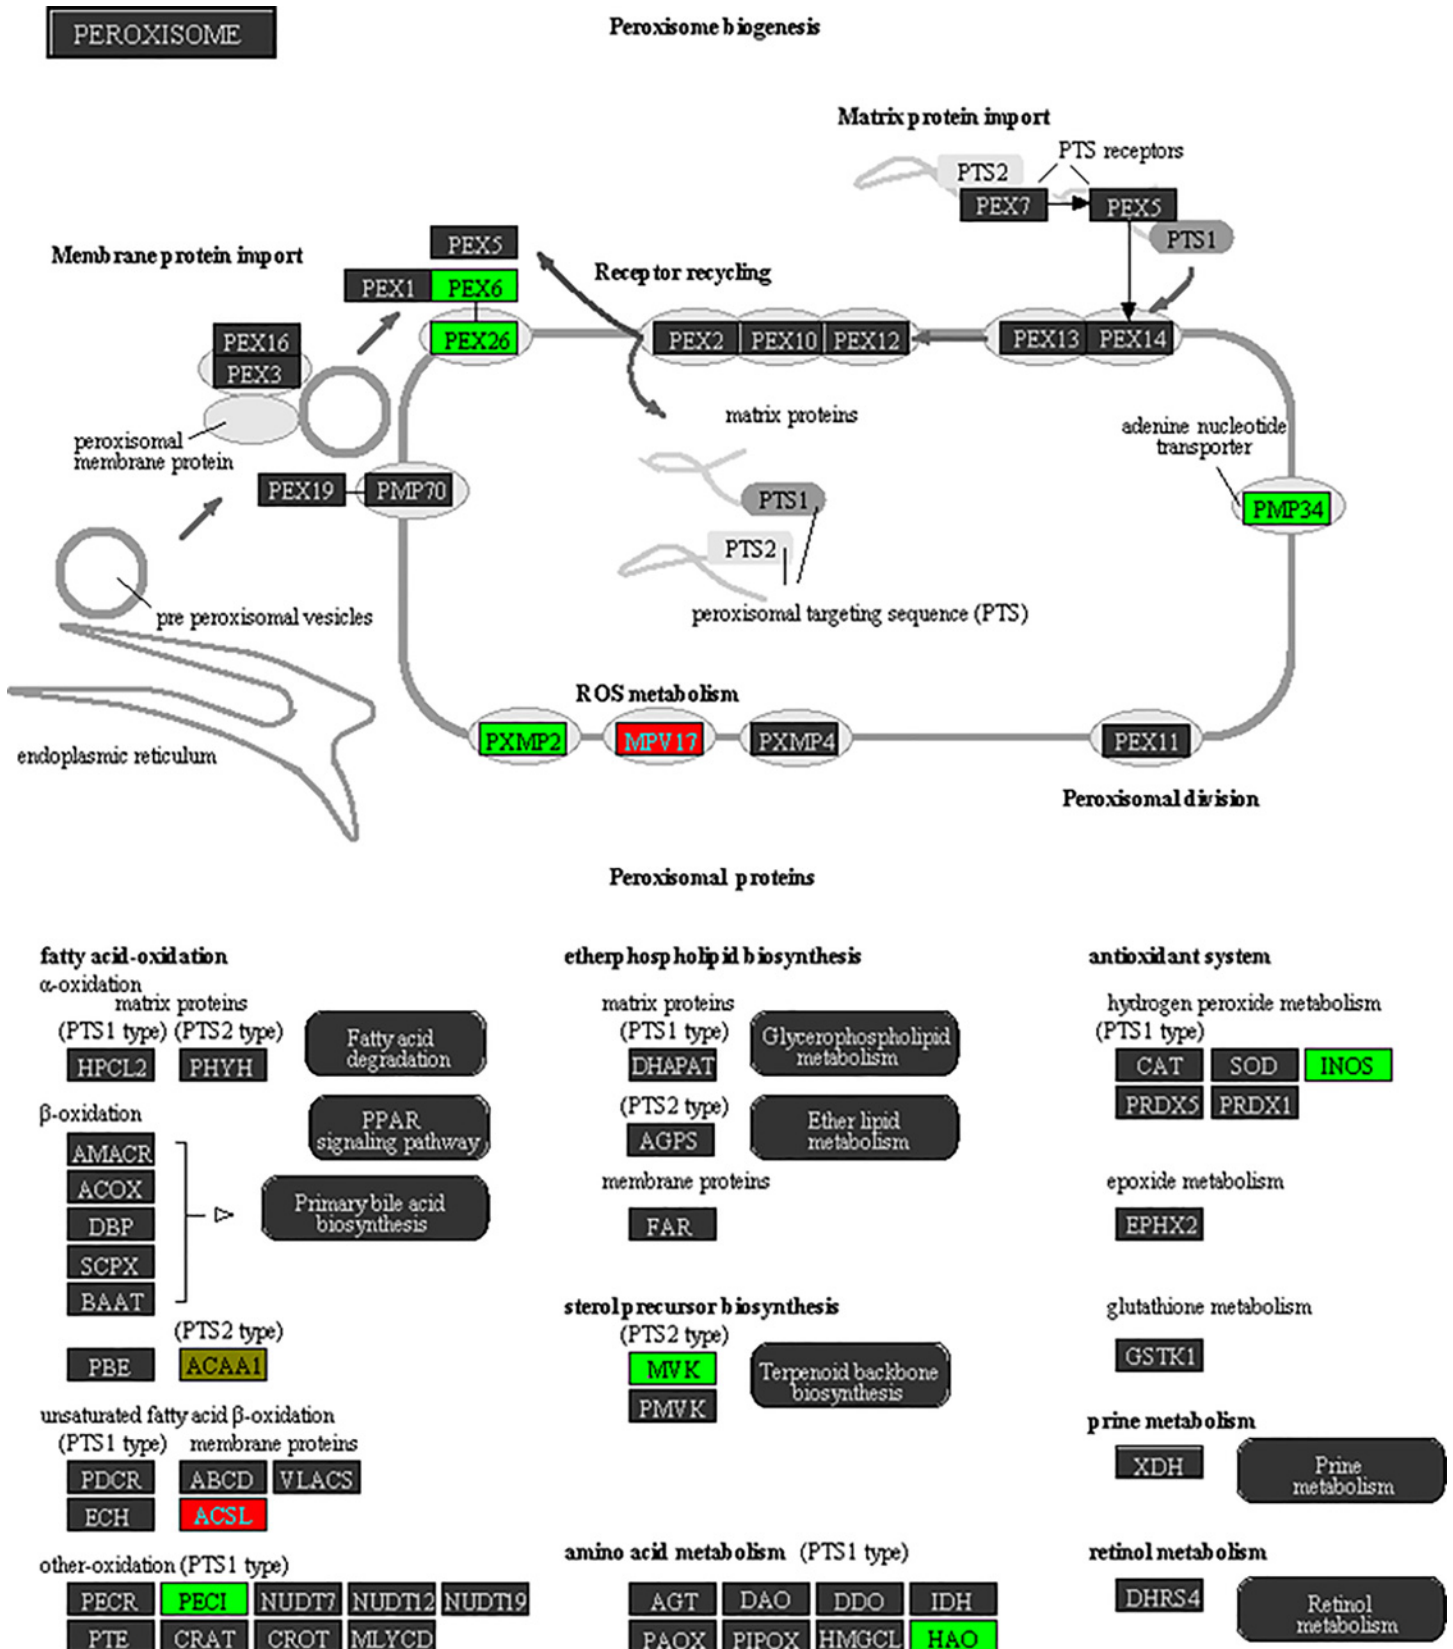 PEROXISOME
Peroxisome biogenesis
Matrix protein import
PTS receptors
PTS2
PEX7
PEX5
PTS1
Membrane protein import
PEX5
Receptor recycling
PEX1
PEX6
PEX16
PEX26
PEX2
PEX10
PEX12
PEX13
PEX14
PEX3
matrix proteins
adenine nucleotide
transporter
peroxisomal
membrane protein
PEX19
PMP70
PTS1
PMP34
PTS2
pre peroxisomal vesicles
peroxisomal targeting sequence (PTS)
ROS metabolism
PXMP2
MPV17
PXMP4
PEX11
endoplasmic reticulum
Peroxisomal division
Peroxisomal proteins
fatty acid-oxidation
α-oxidation
matrix proteins
(PTS1 type) (PTS2 type)
HPCL2
PHYH
Fatty acid
degradation
β-oxidation
PPAR
signaling pathway
AMACR
ACOX
DBP
SCPX
BAAT
Primary bile acid
biosynthesis
(PTS2 type)
PBE
ACAA1
unsaturated fatty acid β-oxidation
(PTS1 type) membrane proteins
PDCR
ABCD
VLACS
ECH
ACSL
other-oxidation (PTS1 type)
PECR
PECI
NUDT7
NUDT12
NUDT19
PTE
CRAT
CROT
MLYCD
etherphospholipid biosynthesis
matrix proteins
(PTS1 type)
DHAPAT
Glycerophospholipid
metabolism
(PTS2 type)
AGPS
Ether lipid
metabolism
membrane proteins
FAR
sterol precursor biosynthesis
(PTS2 type)
MVK
PMVK
Terpenoid backbone
biosynthesis
amino acid metabolism (PTS1 type)
AGT
DAO
DDO
IDH
PAOX
PIPOX
HMGCL
HAO
antioxidant system
hydrogen peroxide metabolism
(PTS1 type)
CAT
SOD
INOS
PRDX5
PRDX1
epoxide metabolism
EPHX2
glutathione metabolism
GSTK1
prine metabolism
XDH
Prine
metabolism
retinol metabolism
DHRS4
Retinol
metabolism